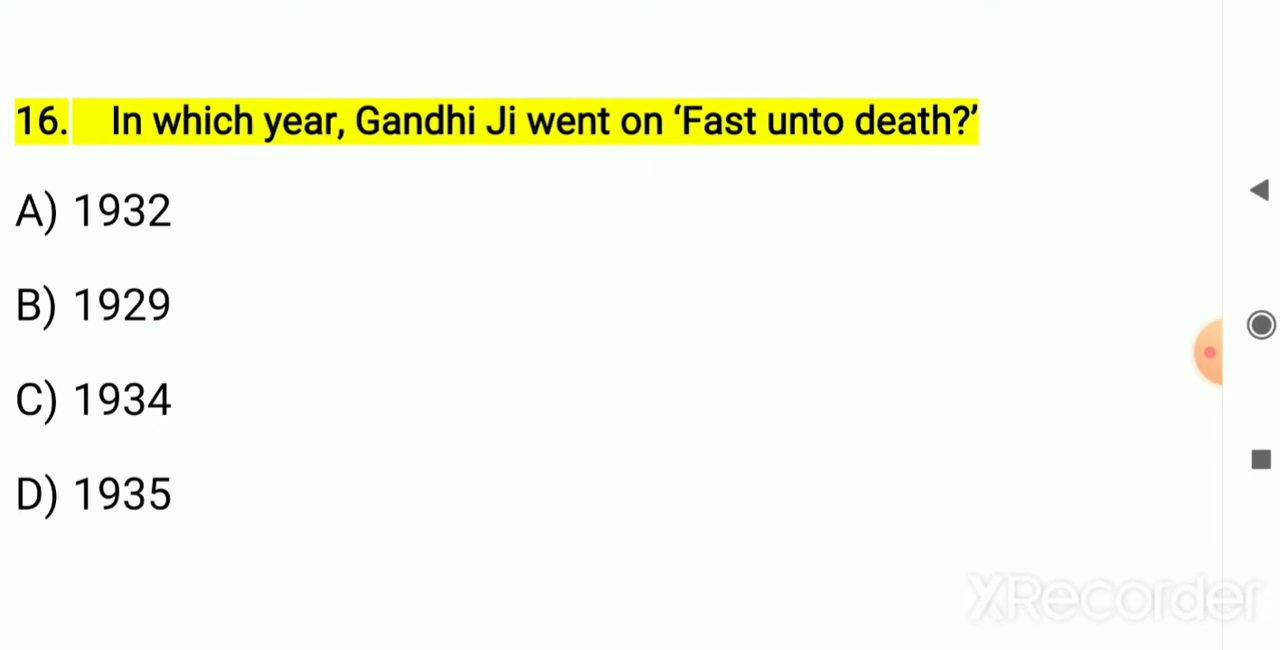 16. In which year, Gandhi Ji went on ‘Fast unto death?’
A) 1932
B) 1929
C) 1934
D) 1935
XRecorder